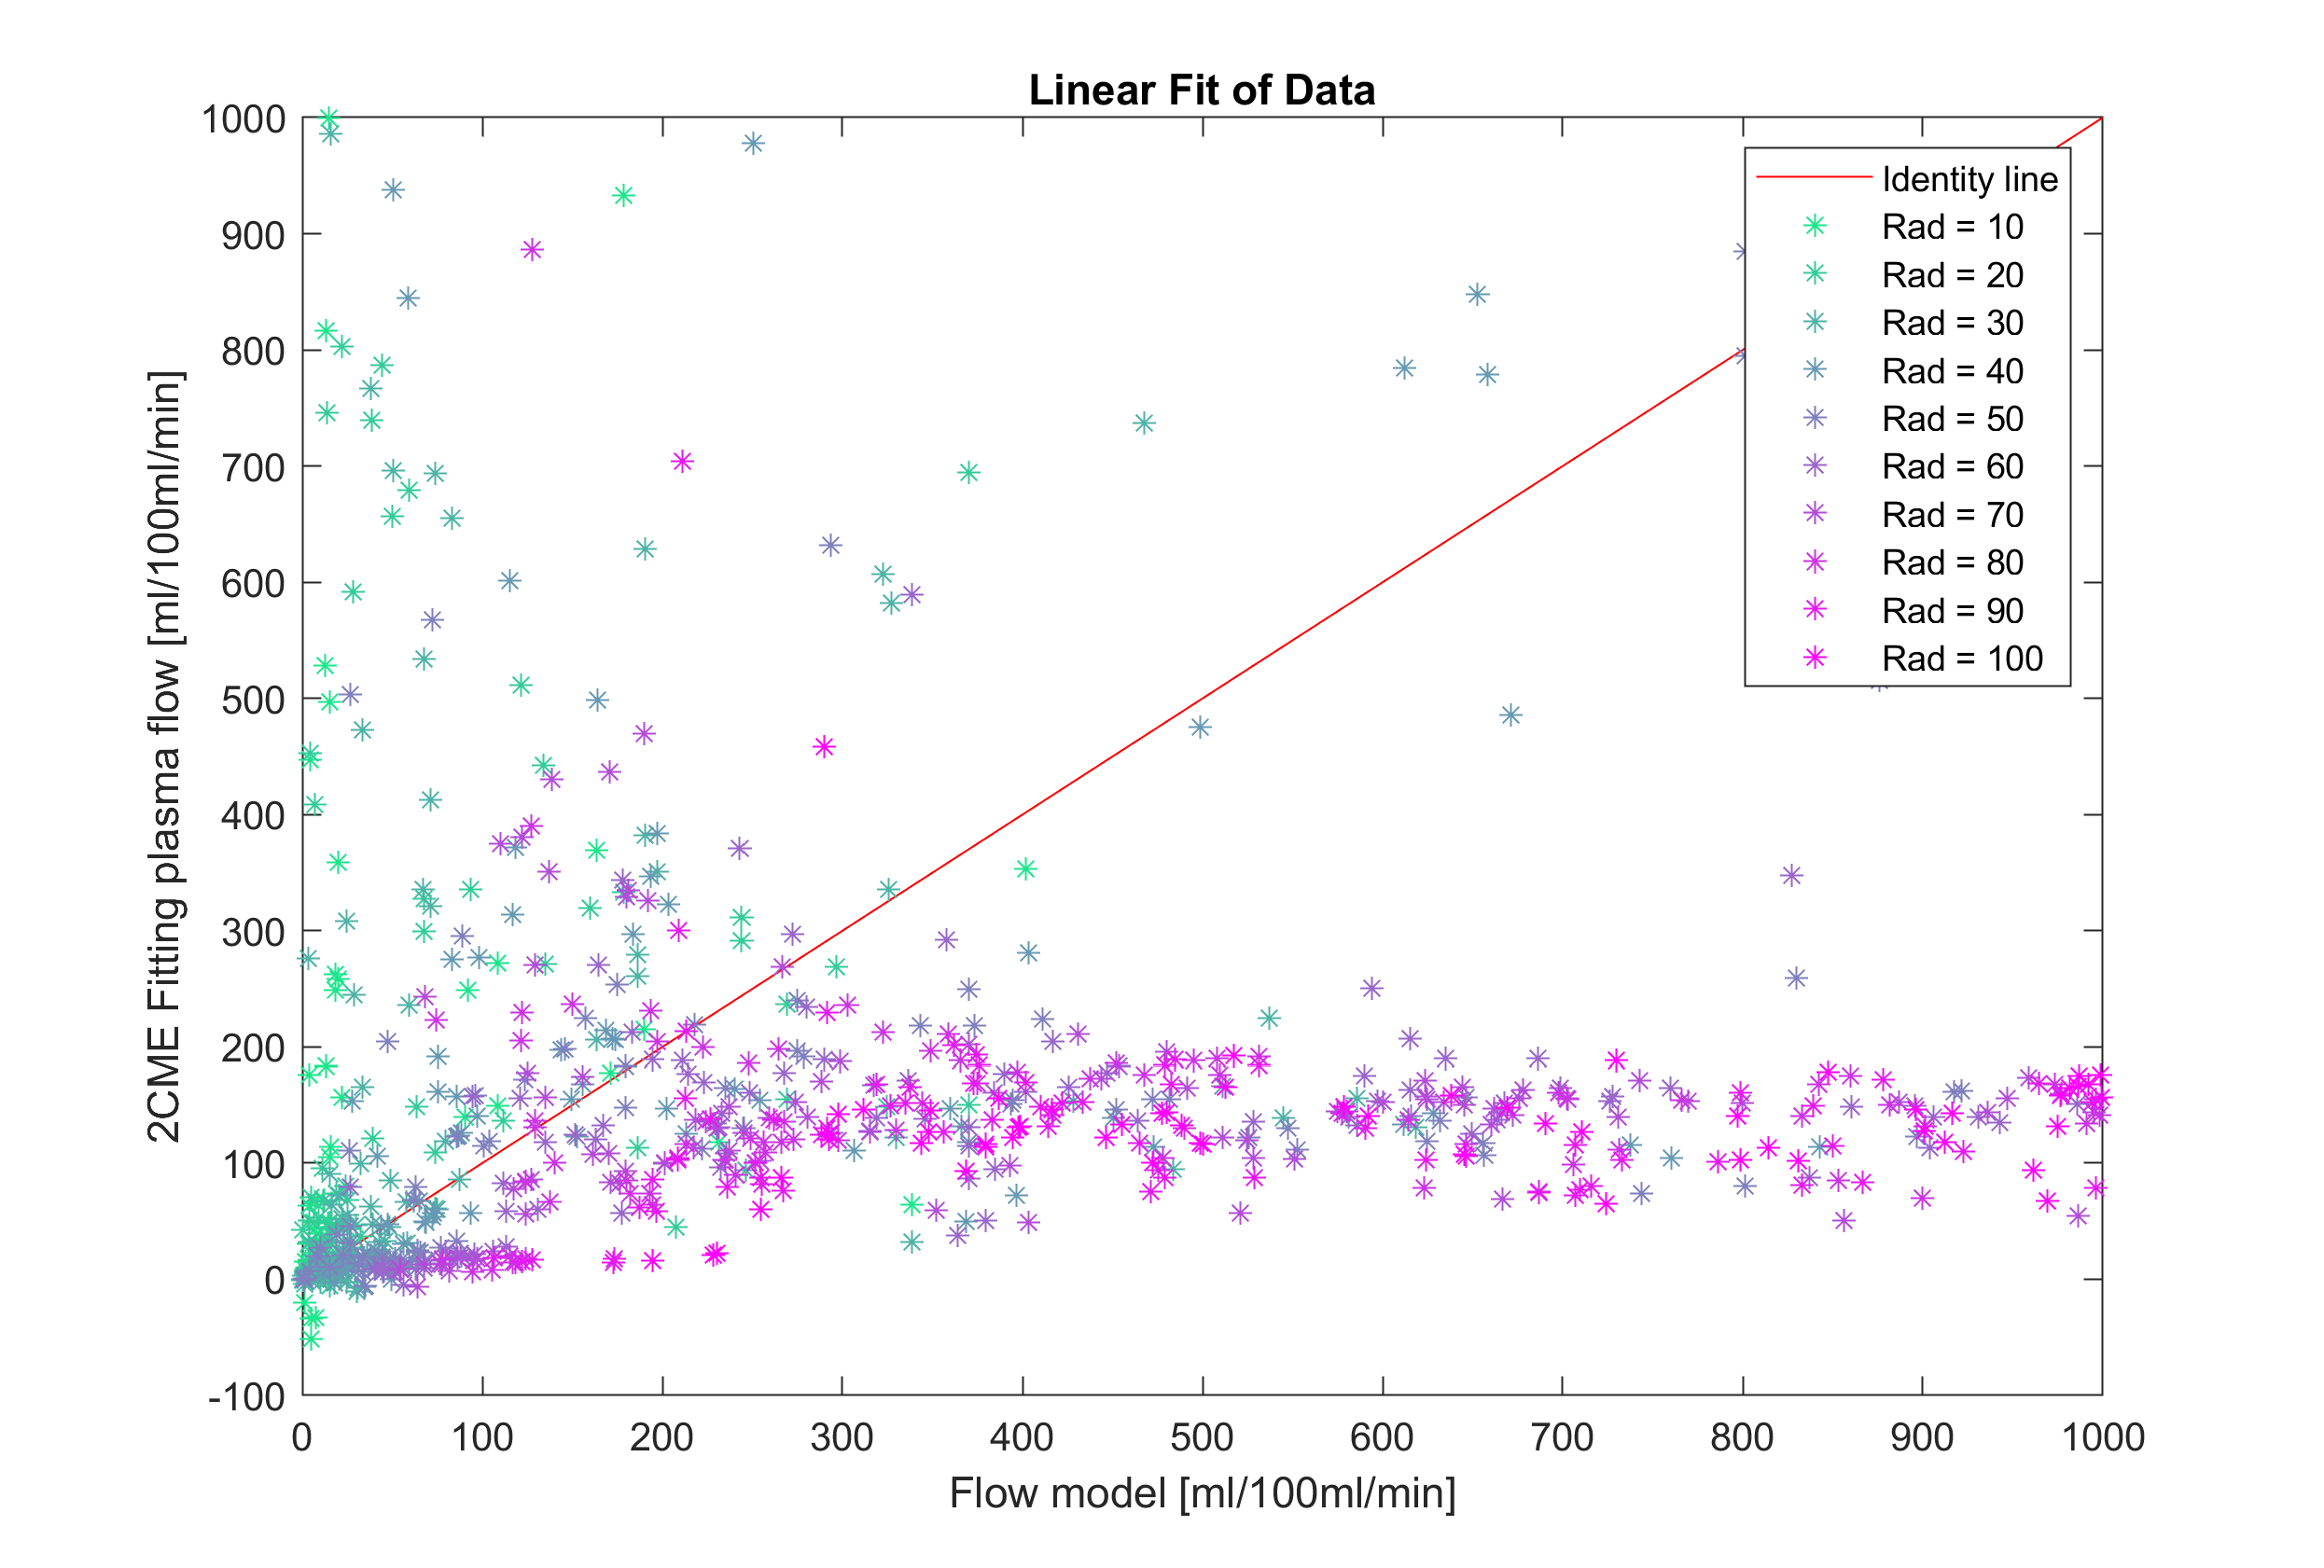 Linear Fit of Data
1000
900
800
700
600
500
400
300
200
100
0
-100
2CME Fitting plasma flow [ml/100ml/min]
Identity line
Rad = 10
Rad = 20
Rad = 30
Rad = 40
Rad = 50
Rad = 60
Rad = 70
Rad = 80
Rad = 90
Rad = 100
0 100 200 300 400 500 600 700 800 900 1000
Flow model [ml/100ml/min]